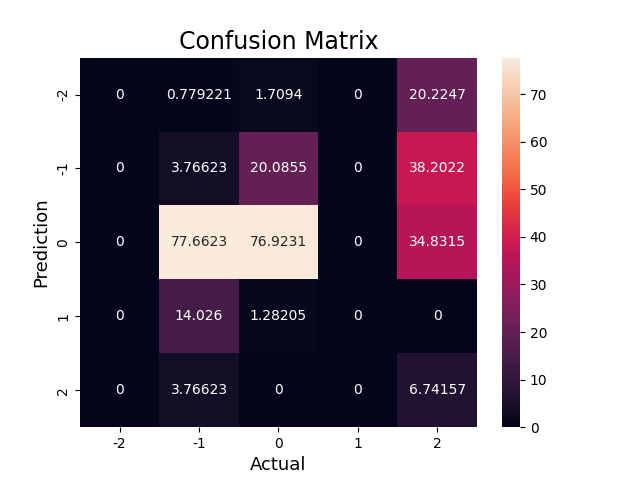 Confusion Matrix
-2 0 0.779221 1.7094 0 20.2247
-1 0 3.76623 20.0855 0 38.2022
0 0 77.6623 76.9231 0 34.8315
1 0 14.026 1.28205 0 0
2 0 3.76623 0 0 6.74157
-2 -1 0 1 2
Actual
Prediction
70
60
50
40
30
20
10
0